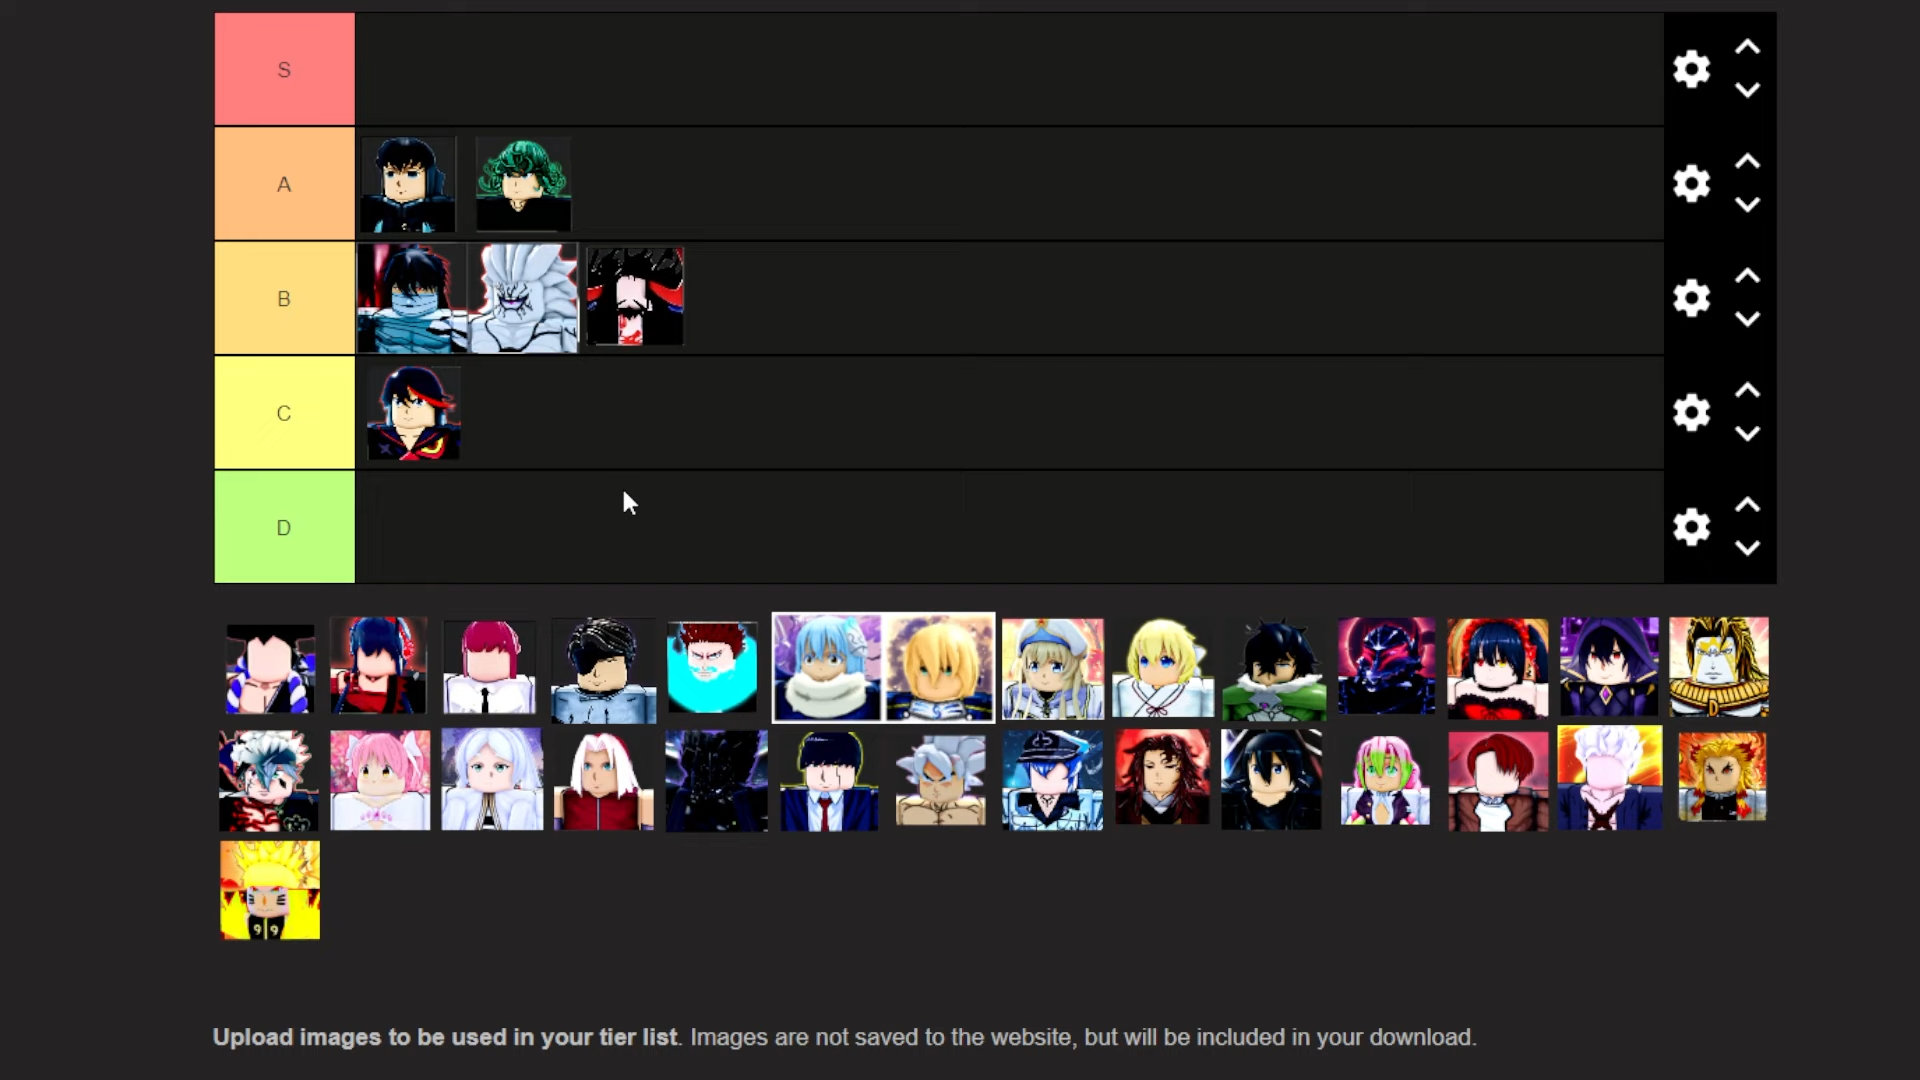 S
A
B
C
D
D
99
Upload images to be used in your tier list. Images are not saved to the website, but will be included in your download.